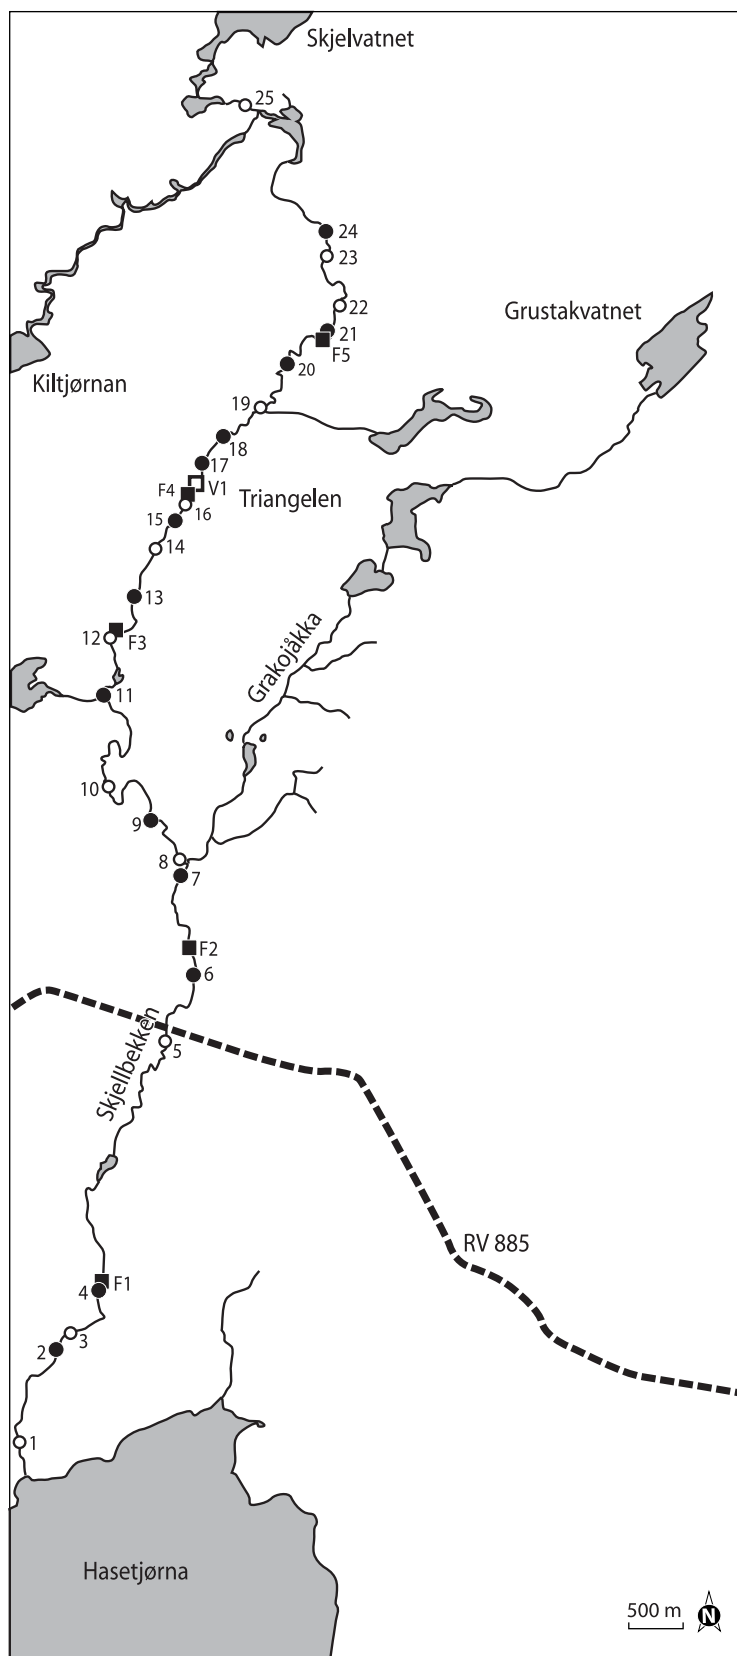 Skjelvatnet
25
24
23
22
Grustakvatnet
21
F5
Kiltjørnan
20
19
18
17
F4
V1
Triangelen
16
15
14
13
12
F3
Grakojåkka
11
10
9
8
7
F2
6
Skjellbekken
5
RV 885
F1
4
3
2
1
Hasetjørna
500 m
N